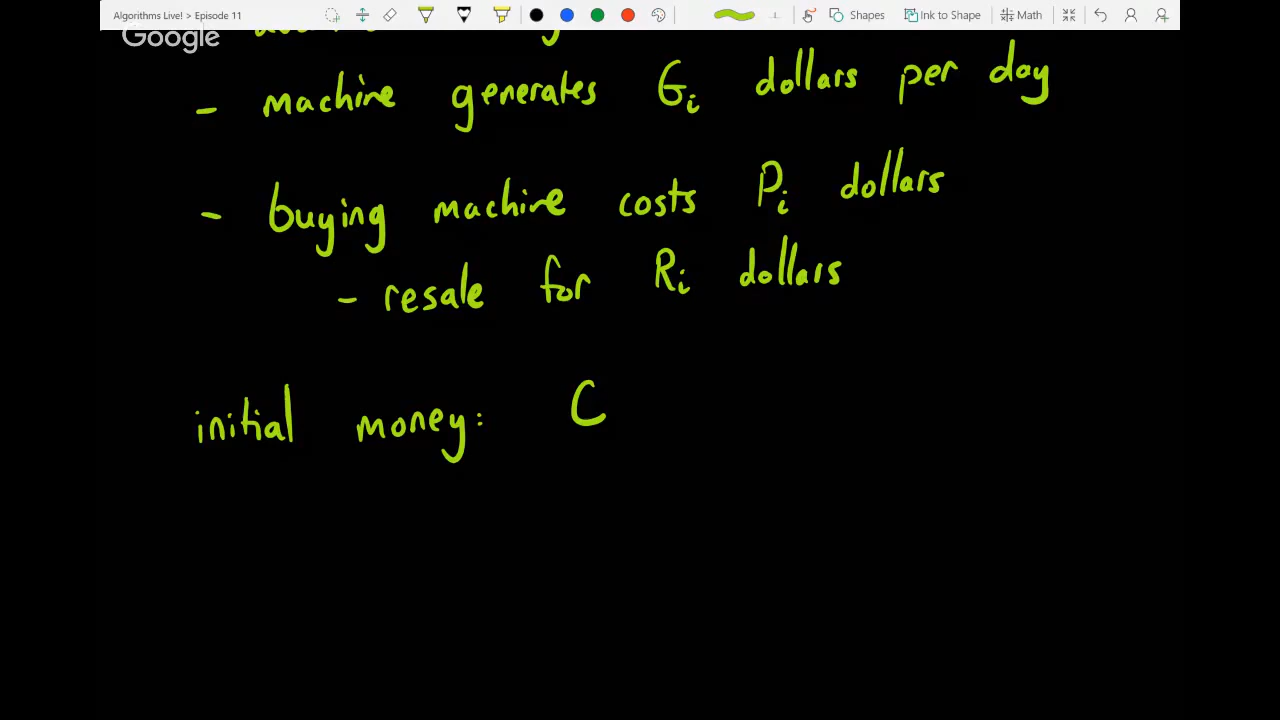 Algorithms Live! > Episode 11 Shapes Ink to Shape Math
Google
- machine generates Gi dollars per day
- buying machine costs Pi dollars
- resale for Ri dollars
initial money: C